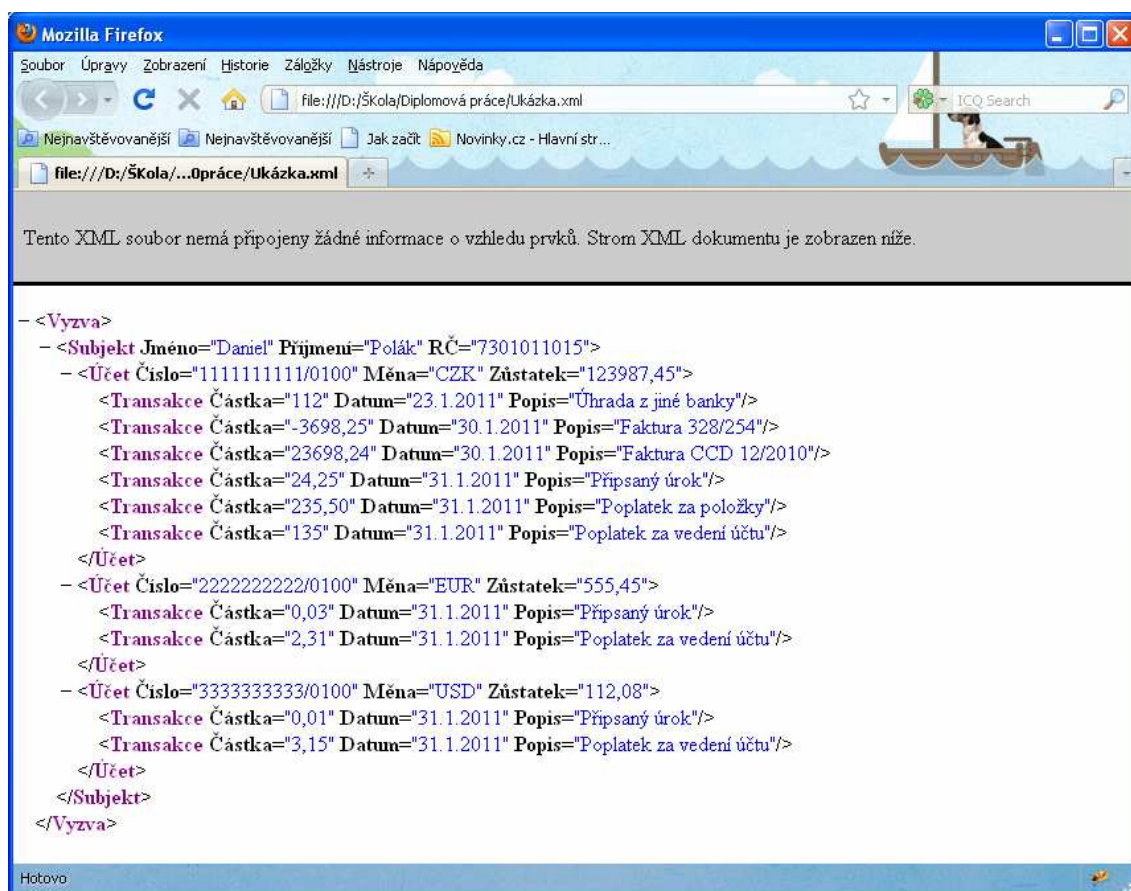 Mozilla Firefox
Soubor Úpravy Zobrazení Historie Záložky Nástroje Nápověda
file:///D:/ŠKola/Diplomová práce/Ukázka.xml
ICQ Search
Nejnavštěvovanější Nejnavštěvovanější Jak začít Novinky.cz - Hlavní str...
file:///D:/ŠKola/...0práce/Ukázka.xml
Tento XML soubor nemá připojeny žádné informace o vzhledu prvků. Strom XML dokumentu je zobrazen níže.
− <Vyzva>
− <Subjekt Jméno="Daniel" Příjmení="Polák" RČ="7301011015">
− <Účet Číslo="1111111111/0100" Měna="CZK" Zůstatek="123987,45">
<Transakce Částka="112" Datum="23.1.2011" Popis="Úhrada z jiné banky"/>
<Transakce Částka="-3698,25" Datum="30.1.2011" Popis="Faktura 328/254"/>
<Transakce Částka="23698,24" Datum="30.1.2011" Popis="Faktura CCD 12/2010"/>
<Transakce Částka="24,25" Datum="31.1.2011" Popis="Připsaný úrok"/>
<Transakce Částka="235,50" Datum="31.1.2011" Popis="Poplatek za položky"/>
<Transakce Částka="135" Datum="31.1.2011" Popis="Poplatek za vedení účtu"/>
</Účet>
− <Účet Číslo="2222222222/0100" Měna="EUR" Zůstatek="555,45">
<Transakce Částka="0,03" Datum="31.1.2011" Popis="Připsaný úrok"/>
<Transakce Částka="2,31" Datum="31.1.2011" Popis="Poplatek za vedení účtu"/>
</Účet>
− <Účet Číslo="3333333333/0100" Měna="USD" Zůstatek="112,08">
<Transakce Částka="0,01" Datum="31.1.2011" Popis="Připsaný úrok"/>
<Transakce Částka="3,15" Datum="31.1.2011" Popis="Poplatek za vedení účtu"/>
</Účet>
</Subjekt>
</Vyzva>
Hotovo